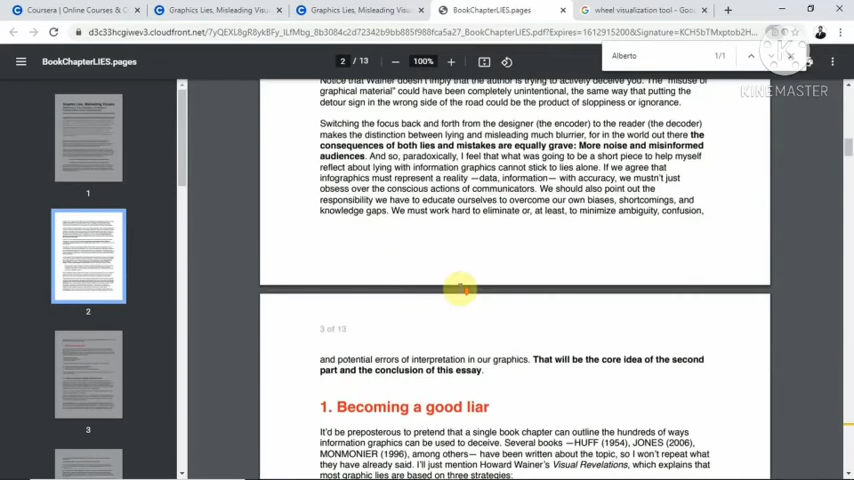 Coursera | Online Courses & C
Graphics Lies, Misleading Visu
Graphics Lies, Misleading Visu
BookChapterLIES.pages
wheel visualization tool - Goo
d3c33hcgiwev3.cloudfront.net/
BookChapterLIES.pages
2 / 13
100%
Alberto
1/1
KINEMASTER
1
2
3
Notice that Wainer doesn't imply that the author is trying to actively deceive you. The "misuse of
graphical material" could have been completely unintentional, the same way that putting the
detour sign in the wrong side of the road could be the product of sloppiness or ignorance.
Switching the focus back and forth from the designer (the encoder) to the reader (the decoder)
makes the distinction between lying and misleading much blurrier, for in the world out there the
consequences of both lies and mistakes are equally grave: More noise and misinformed
audiences. And so, paradoxically, I feel that what was going to be a short piece to help myself
reflect about lying with information graphics cannot stick to lies alone. If we agree that
infographics must represent a reality —data, information— with accuracy, we mustn't just
obsess over the conscious actions of communicators. We should also point out the
responsibility we have to educate ourselves to overcome our own biases, shortcomings, and
knowledge gaps. We must work hard to eliminate or, at least, to minimize ambiguity, confusion,
3 of 13
and potential errors of interpretation in our graphics. That will be the core idea of the second
part and the conclusion of this essay.
1. Becoming a good liar
It'd be preposterous to pretend that a single book chapter can outline the hundreds of ways
information graphics can be used to deceive. Several books —HUFF (1954), JONES (2006),
MONMONIER (1996), among others— have been written about the topic, so I won't repeat what
they have already said. I'll just mention Howard Wainer's Visual Revelations, which explains that
most graphic lies are based on three strategies: